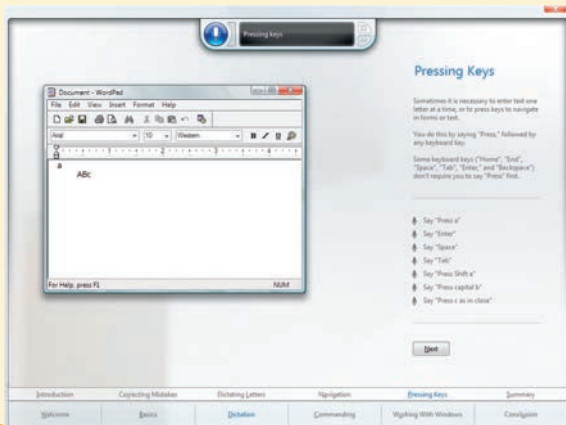 Pressing keys
Document - WordPad
File Edit View Insert Format Help
Arial 10 Western B I U
1 2 3 4
a
ABc
For Help, press F1 NUM
Pressing Keys
Sometimes it is necessary to enter text one
letter at a time, or to press keys to navigate
in forms or text.
You do this by saying "Press," followed by
any keyboard key.
Some keyboard keys ("Home", "End",
"Space", "Tab", "Enter," and "Backspace")
don't require you to say "Press" first.
Say "Press a"
Say "Enter"
Say "Space"
Say "Tab"
Say "Press Shift a"
Say "Press capital b"
Say "Press c as in close"
Next
Introduction Correcting Mistakes Dictating Letters Navigation Pressing Keys Summary
Welcome Basics Dictation Commanding Working With Windows Conclusion